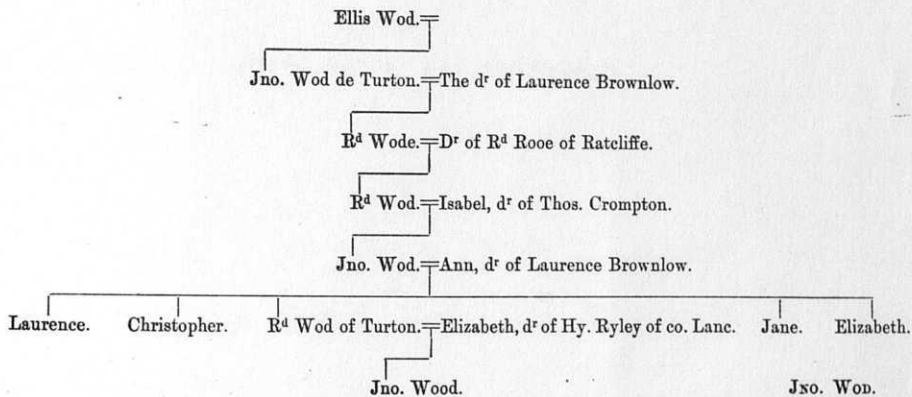 Ellis Wod.
Jno. Wod de Turton. The dʳ of Laurence Brownlow.
Rᵈ Wode. Dʳ of Rᵈ Rooe of Ratcliffe.
Rᵈ Wod. Isabel, dʳ of Thos. Crompton.
Jno. Wod. Ann, dʳ of Laurence Brownlow.
Laurence. Christopher. Rᵈ Wod of Turton. Elizabeth, dʳ of Hy. Ryley of co. Lanc. Jane. Elizabeth.
Jno. Wood. Jno. Wod.